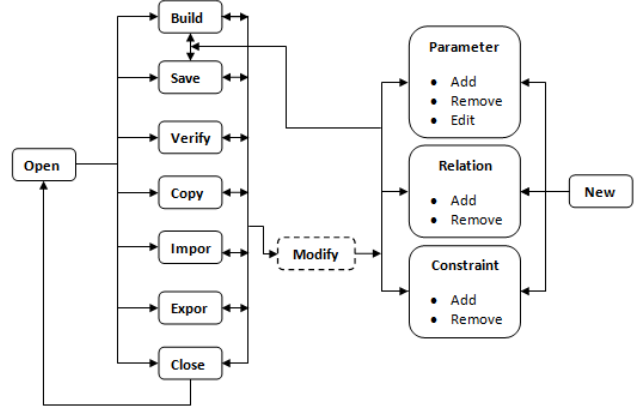 Build
Save
Verify
Open
Copy
Impor
Expor
Close
Modify
Parameter
• Add
• Remove
• Edit
Relation
• Add
• Remove
Constraint
• Add
• Remove
New